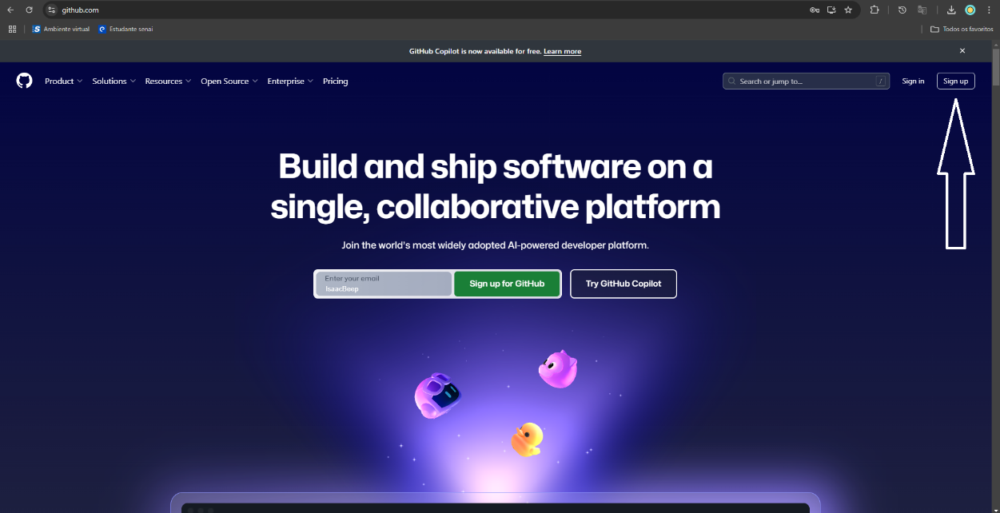 github.com
Ambiente virtual
Estudante senai
Todos os favoritos
GitHub Copilot is now available for free. Learn more
Product
Solutions
Resources
Open Source
Enterprise
Pricing
Search or jump to...
/
Sign in
Sign up
Build and ship software on a
single, collaborative platform
Join the world's most widely adopted AI-powered developer platform.
Enter your email
IsaacBeep
Sign up for GitHub
Try GitHub Copilot